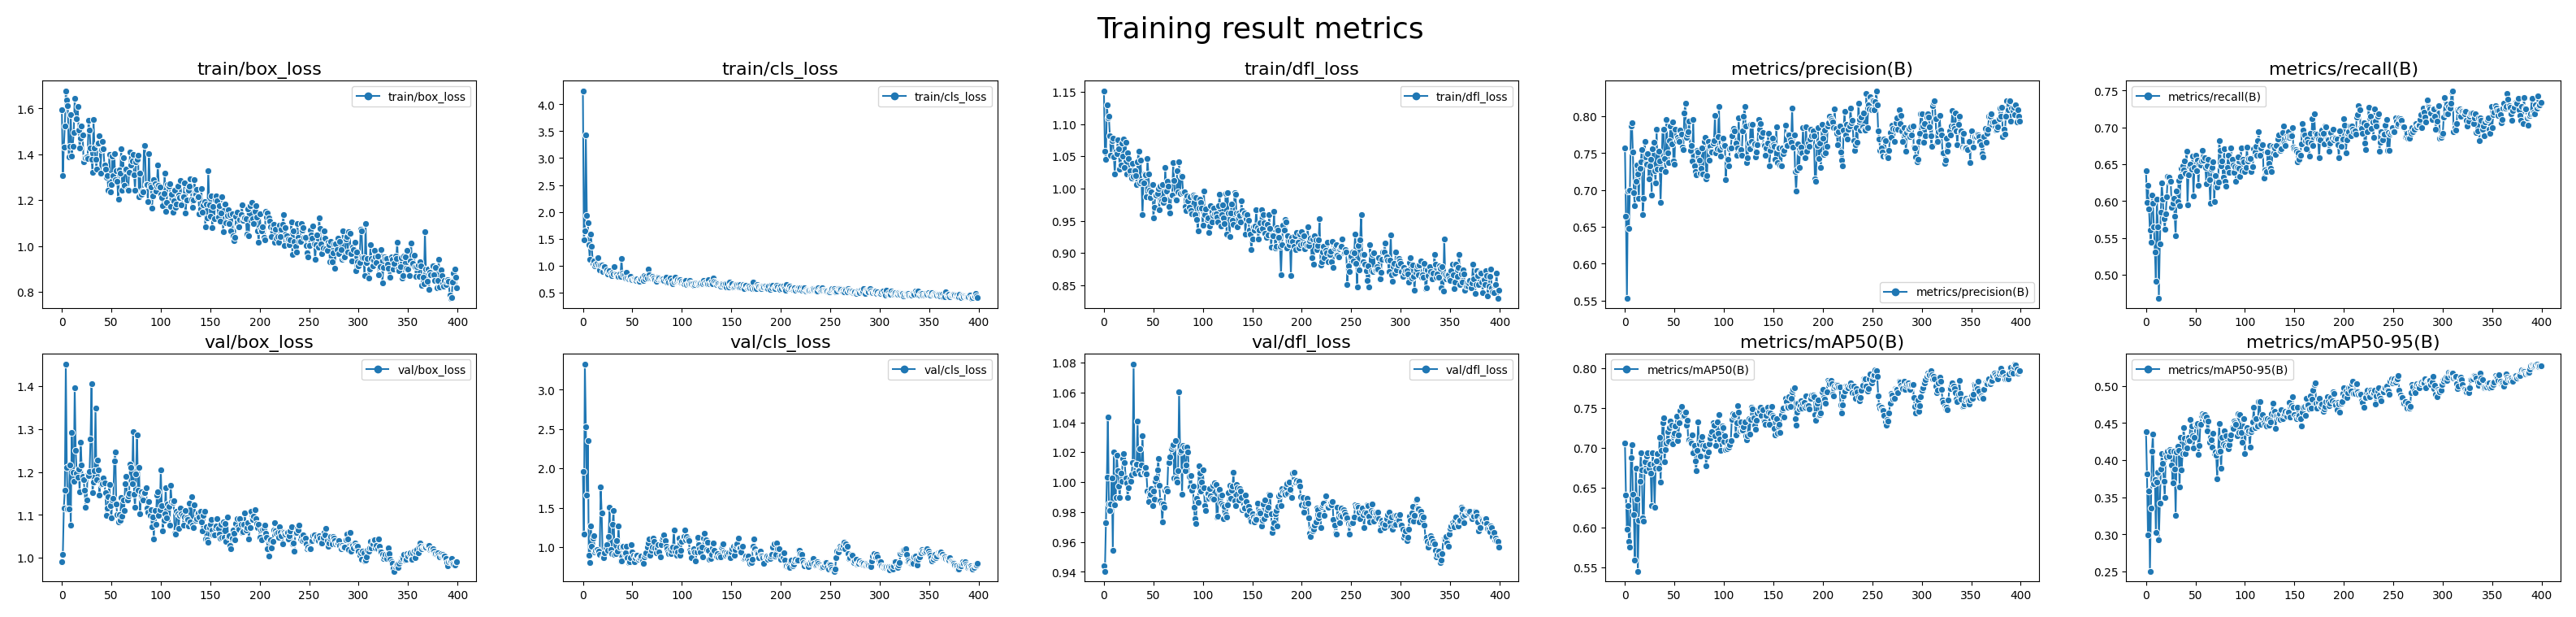 Training result metrics
train/box_loss
train/cls_loss
train/dfl_loss
metrics/precision(B)
metrics/recall(B)
train/box_loss
train/cls_loss
train/dfl_loss
metrics/precision(B)
metrics/recall(B)
1.6
1.4
1.2
1.0
0.8
0 50 100 150 200 250 300 350 400
4.0
3.5
3.0
2.5
2.0
1.5
1.0
0.5
0 50 100 150 200 250 300 350 400
1.15
1.10
1.05
1.00
0.95
0.90
0.85
0 50 100 150 200 250 300 350 400
0.80
0.75
0.70
0.65
0.60
0.55
0 50 100 150 200 250 300 350 400
0.75
0.70
0.65
0.60
0.55
0.50
0 50 100 150 200 250 300 350 400
val/box_loss
val/cls_loss
val/dfl_loss
metrics/mAP50(B)
metrics/mAP50-95(B)
val/box_loss
val/cls_loss
val/dfl_loss
metrics/mAP50(B)
metrics/mAP50-95(B)
1.4
1.3
1.2
1.1
1.0
0 50 100 150 200 250 300 350 400
3.0
2.5
2.0
1.5
1.0
0 50 100 150 200 250 300 350 400
1.08
1.06
1.04
1.02
1.00
0.98
0.96
0.94
0 50 100 150 200 250 300 350 400
0.80
0.75
0.70
0.65
0.60
0.55
0 50 100 150 200 250 300 350 400
0.50
0.45
0.40
0.35
0.30
0.25
0 50 100 150 200 250 300 350 400